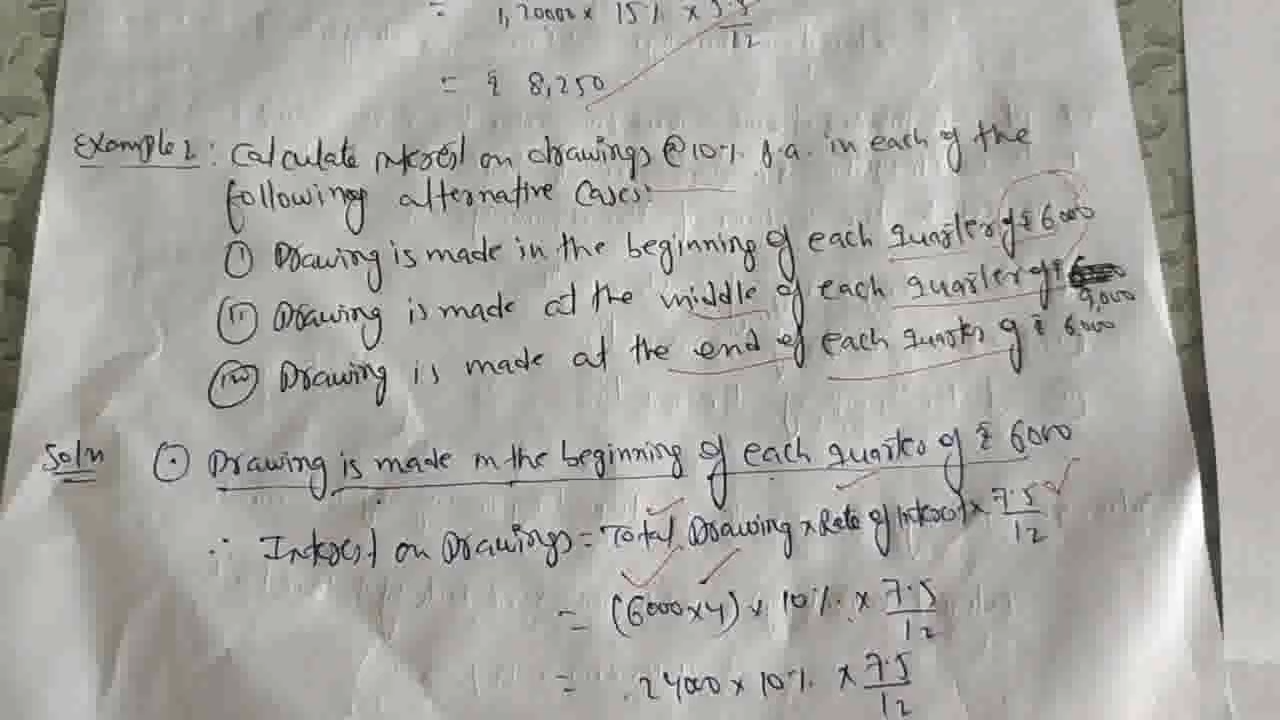 = 1,20000 x 15% x 5.5/12
= ₹ 8,250
Example 2: Calculate interest on drawings @ 10% p.a. in each of the
following alternative Cases:
(i) Drawing is made in the beginning of each quarter of ₹ 6000
(ii) Drawing is made at the middle of each quarter of ₹ 9,000
(iii) Drawing is made at the end of each quarter of ₹ 6000
Soln (i) Drawing is made in the beginning of each quarter of ₹ 6000
∴ Interest on Drawings = Total Drawing x Rate of Interest x 7.5/12
= (6000x4) x 10% x 7.5/12
= 24000 x 10% x 7.5/12